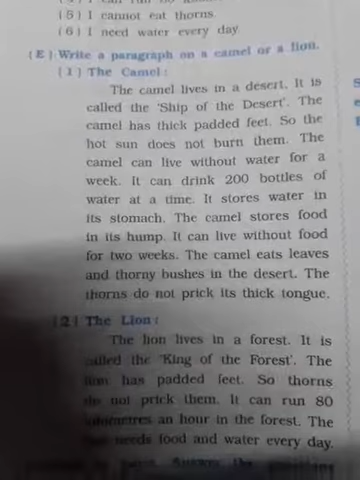 (5) I cannot eat thorns.
(6) I need water every day
(E) Write a paragraph on a camel or a lion.
(1) The Camel:
The camel lives in a desert. It is
called the 'Ship of the Desert'. The
camel has thick padded feet. So the
hot sun does not burn them. The
camel can live without water for a
week. It can drink 200 bottles of
water at a time. It stores water in
its stomach. The camel stores food
in its hump. It can live without food
for two weeks. The camel eats leaves
and thorny bushes in the desert. The
thorns do not prick its thick tongue.
(2) The Lion:
The lion lives in a forest. It is
called the 'King of the Forest'. The
lion has padded feet. So thorns
do not prick them. It can run 80
kilometres an hour in the forest. The
needs food and water every day.